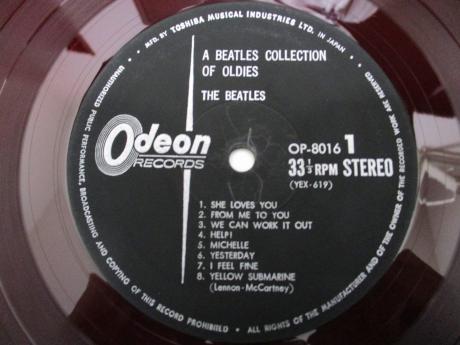 MFD. BY TOSHIBA MUSICAL INDUSTRIES LTD. IN JAPAN
A BEATLES COLLECTION
OF OLDIES
THE BEATLES
Odeon
RECORDS
OP-8016 1
33 1/3 RPM STEREO
(YEX-619)
1. SHE LOVES YOU
2. FROM ME TO YOU
3. WE CAN WORK IT OUT
4. HELP!
5. MICHELLE
6. YESTERDAY
7. I FEEL FINE
8. YELLOW SUBMARINE
(Lennon-McCartney)
UNAUTHORIZED PUBLIC PERFORMANCE, BROADCASTING AND COPYING OF THIS RECORD PROHIBITED • ALL RIGHTS OF THE MANUFACTURER AND OF THE OWNER OF THE RECORDED WORK ARE RESERVED